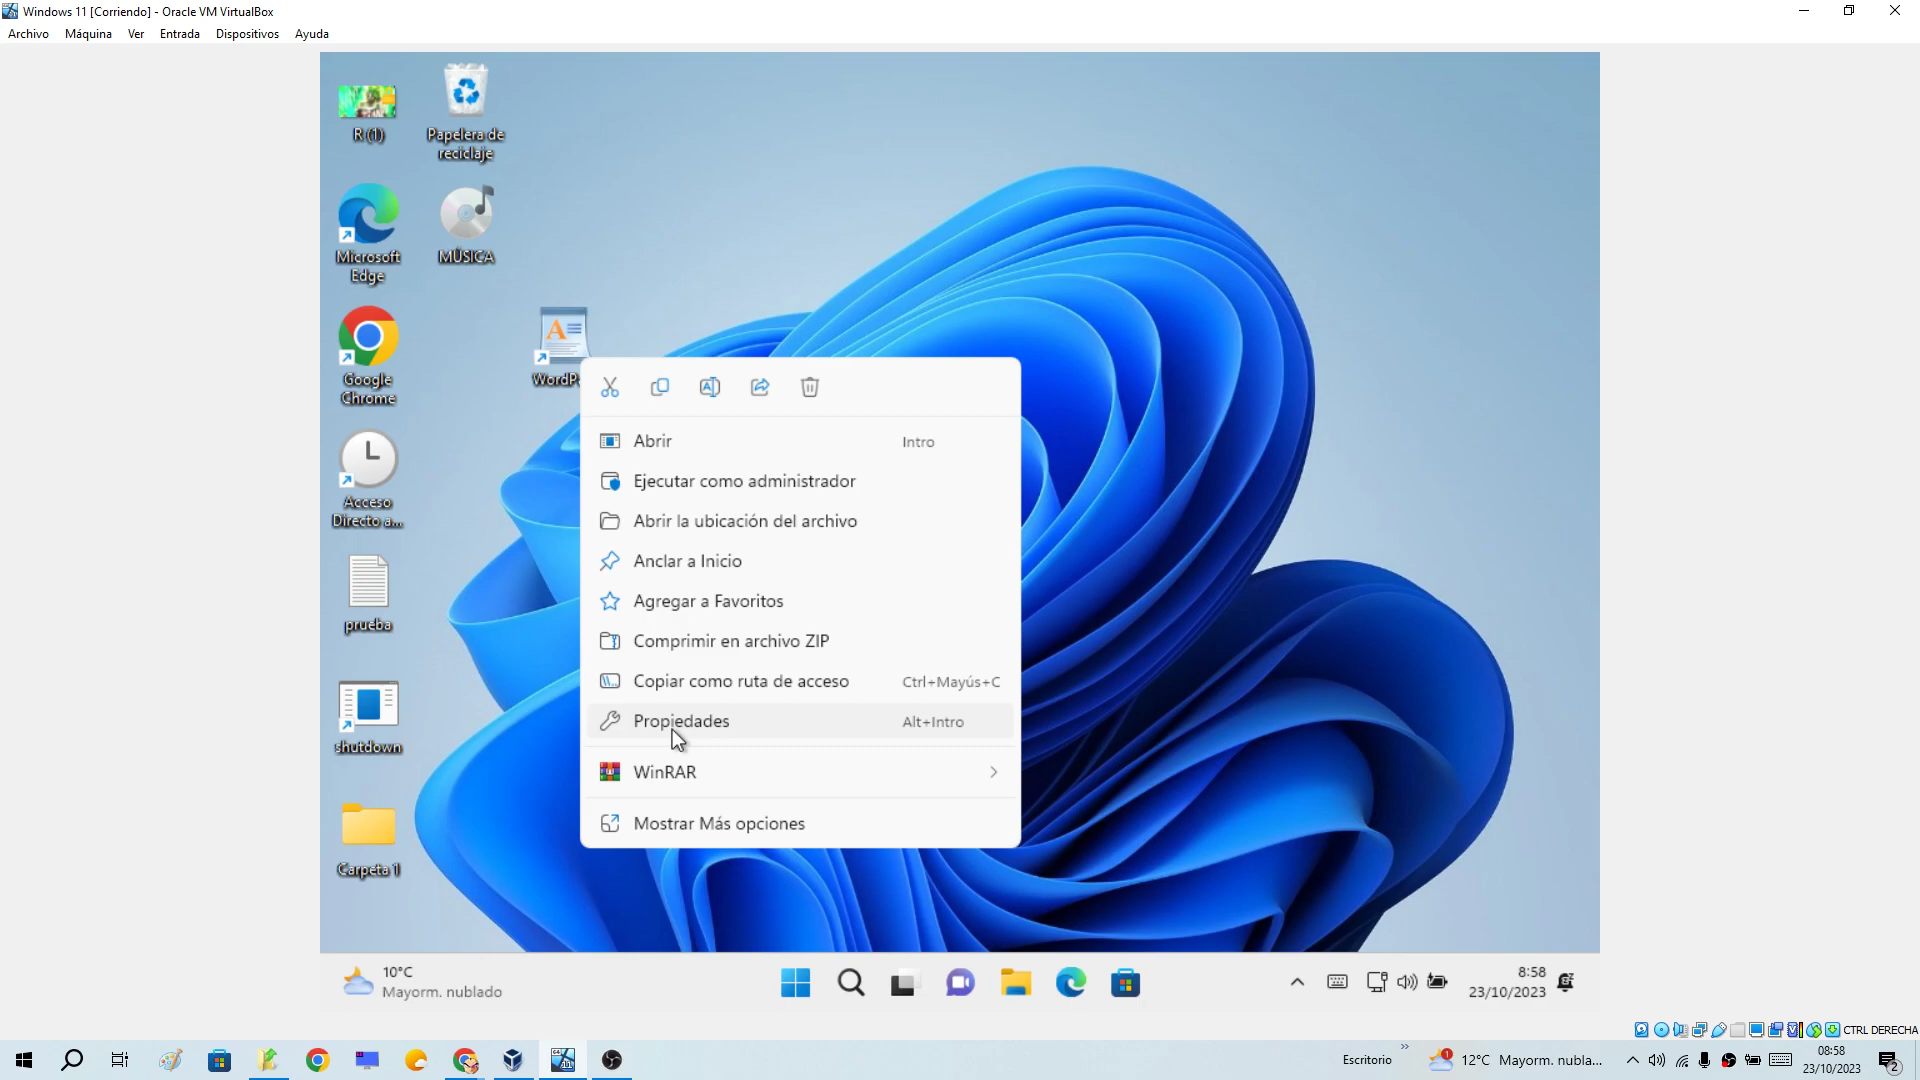 Windows 11 [Corriendo] - Oracle VM VirtualBox
Archivo Máquina Ver Entrada Dispositivos Ayuda
R (1)
Papelera de
reciclaje
Microsoft
Edge
MÚSICA
Google
Chrome
Acceso
Directo a...
prueba
shutdown
Carpeta 1
Abrir Intro
Ejecutar como administrador
Abrir la ubicación del archivo
Anclar a Inicio
Agregar a Favoritos
Comprimir en archivo ZIP
Copiar como ruta de acceso Ctrl+Mayús+C
Propiedades Alt+Intro
WinRAR
Mostrar Más opciones
10°C
Mayorm. nublado
8:58
23/10/2023
CTRL DERECHA
Escritorio
12°C Mayorm. nubla...
08:58
23/10/2023
2